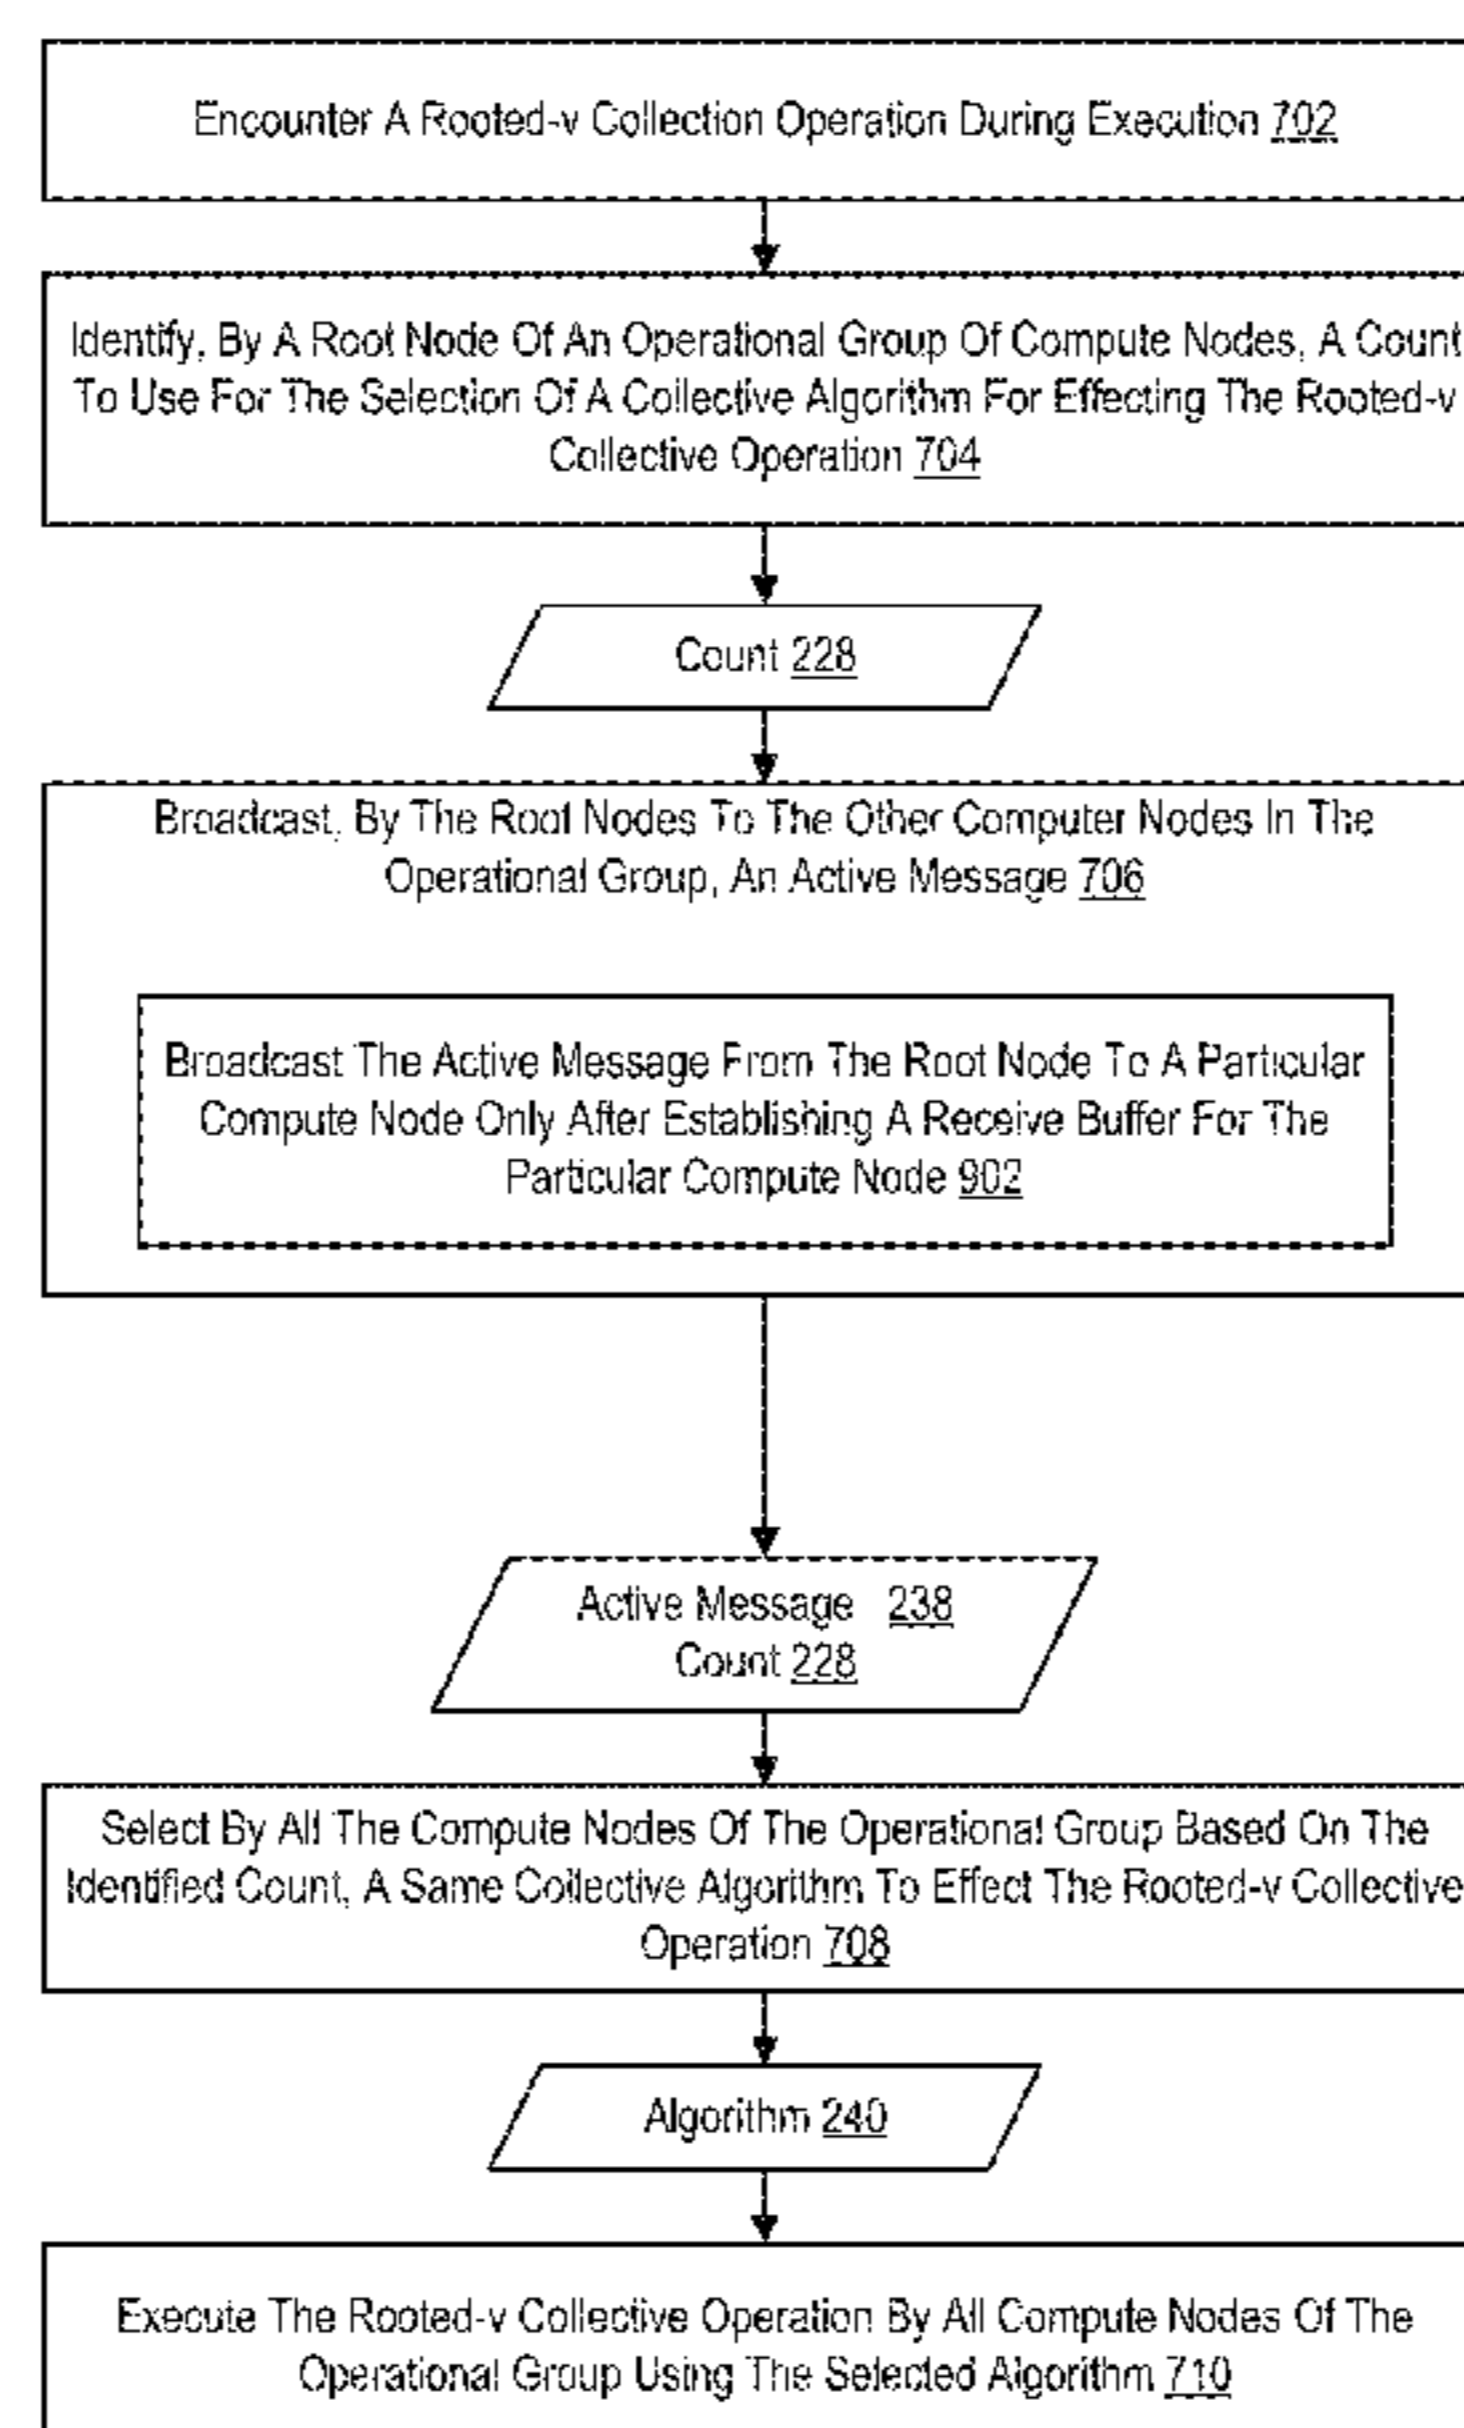 Encounter A Rooted-v Collection Operation During Execution 702
Identify, By A Root Node Of An Operational Group Of Compute Nodes, A Count
To Use For The Selection Of A Collective Algorithm For Effecting The Rooted-v
Collective Operation 704
Count 228
Broadcast, By The Root Nodes To The Other Computer Nodes In The
Operational Group, An Active Message 706
Broadcast The Active Message From The Root Node To A Particular
Compute Node Only After Establishing A Receive Buffer For The
Particular Compute Node 902
Active Message 238
Count 228
Select By All The Compute Nodes Of The Operational Group Based On The
Identified Count, A Same Collective Algorithm To Effect The Rooted-v Collective
Operation 708
Algorithm 240
Execute The Rooted-v Collective Operation By All Compute Nodes Of The
Operational Group Using The Selected Algorithm 710